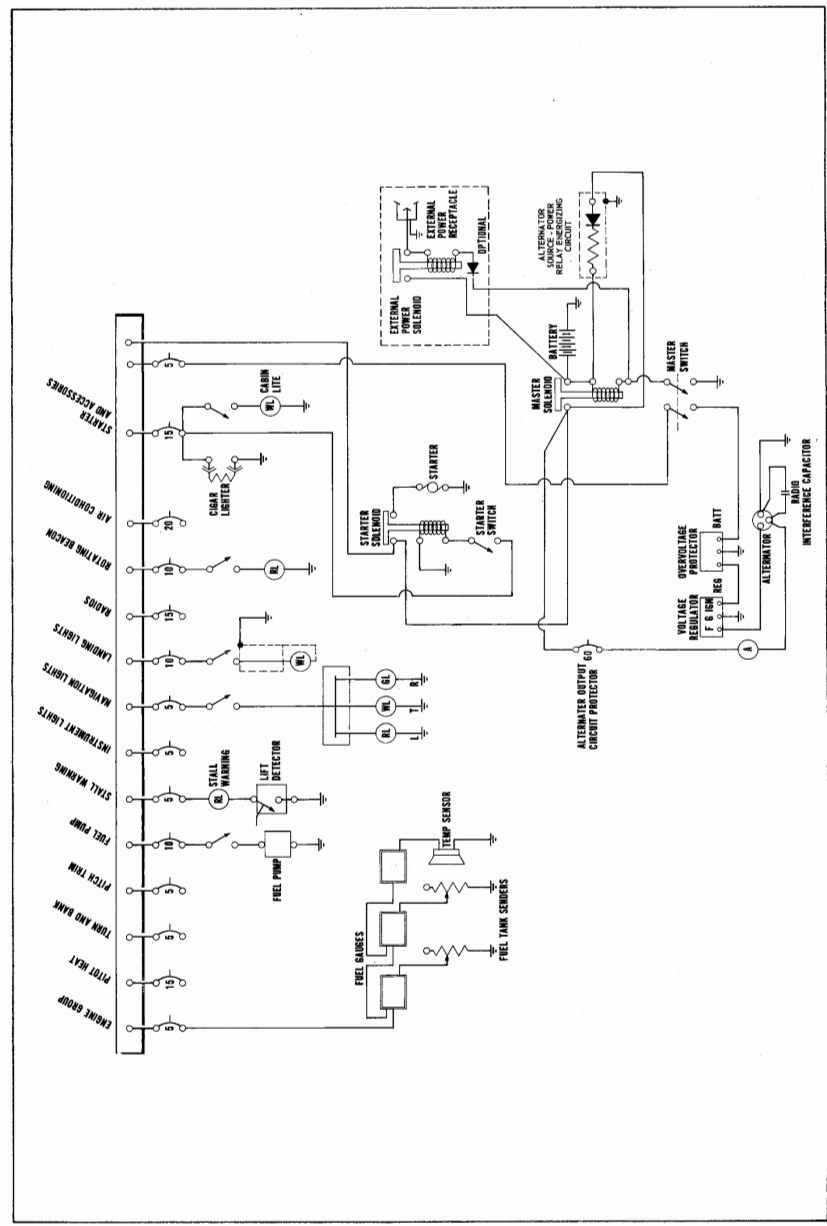 ENGINE GROUP
PITOT HEAT
TURN AND BANK
PITCH TRIM
FUEL PUMP
STALL WARNING
INSTRUMENT LIGHTS
NAVIGATION LIGHTS
LANDING LIGHTS
RADIOS
ROTATING BEACON
AIR CONDITIONING
STARTER
AND ACCESSORIES
5
15
5
5
10
5
5
5
10
15
10
20
15
5
FUEL PUMP
RL
STALL
WARNING
LIFT
DETECTOR
WL
RL
CIGAR
LIGHTER
WL
CABIN
LITE
FUEL GAUGES
FUEL TANK SENDERS
TEMP SENSOR
RL
WL
GL
L
T
R
STARTER
SOLENOID
STARTER
STARTER
SWITCH
EXTERNAL
POWER
SOLENOID
EXTERNAL
POWER
RECEPTACLE
OPTIONAL
ALTERNATOR
SOURCE - POWER
RELAY ENERGIZING
CIRCUIT
BATTERY
MASTER
SOLENOID
MASTER
SWITCH
ALTERNATER OUTPUT
CIRCUIT PROTECTOR
60
A
VOLTAGE
REGULATOR
F G IGN
REG
OVERVOLTAGE
PROTECTOR
BATT
ALTERNATOR
RADIO
INTERFERENCE CAPACITOR